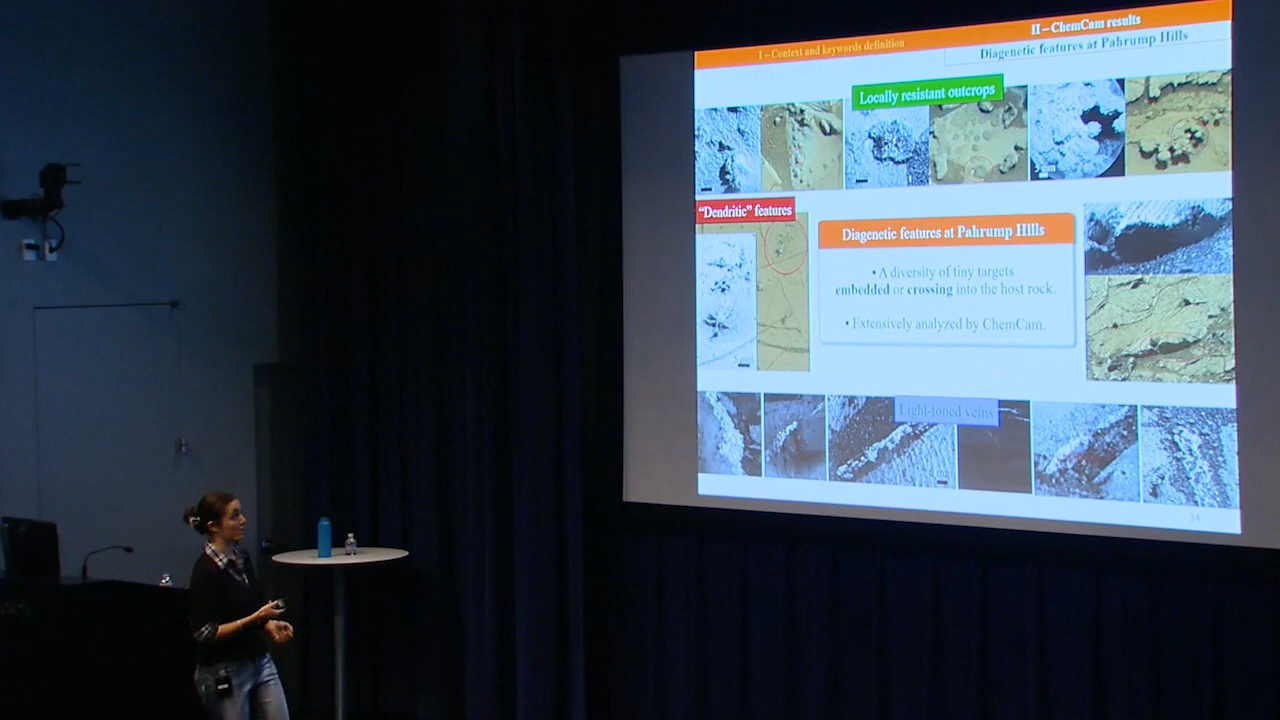 II – ChemCam results
I – Context and keywords definition
Diagenetic features at Pahrump Hills
Locally resistant outcrops
“Dendritic” features
Diagenetic features at Pahrump Hills
• A diversity of tiny targets
embedded or crossing into the host rock.
• Extensively analyzed by ChemCam.
Light-toned veins
34